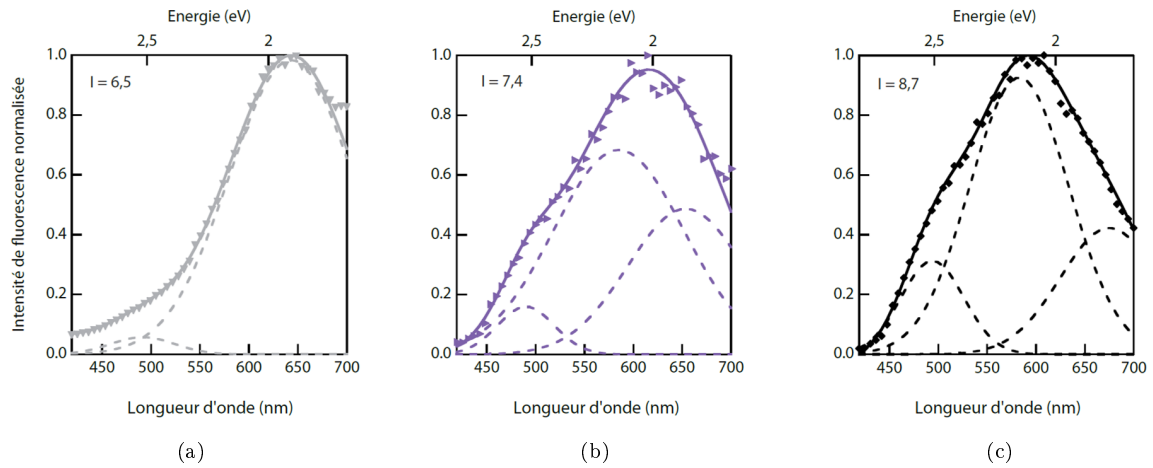 Energie (eV)
2,5 2
1.0
0.8
0.6
0.4
0.2
0.0
Intensité de fluorescence normalisée
I = 6,5
450 500 550 600 650 700
Longueur d'onde (nm)
(a)
Energie (eV)
2,5 2
1.0
0.8
0.6
0.4
0.2
0.0
I = 7,4
450 500 550 600 650 700
Longueur d'onde (nm)
(b)
Energie (eV)
2,5 2
1.0
0.8
0.6
0.4
0.2
0.0
I = 8,7
450 500 550 600 650 700
Longueur d'onde (nm)
(c)